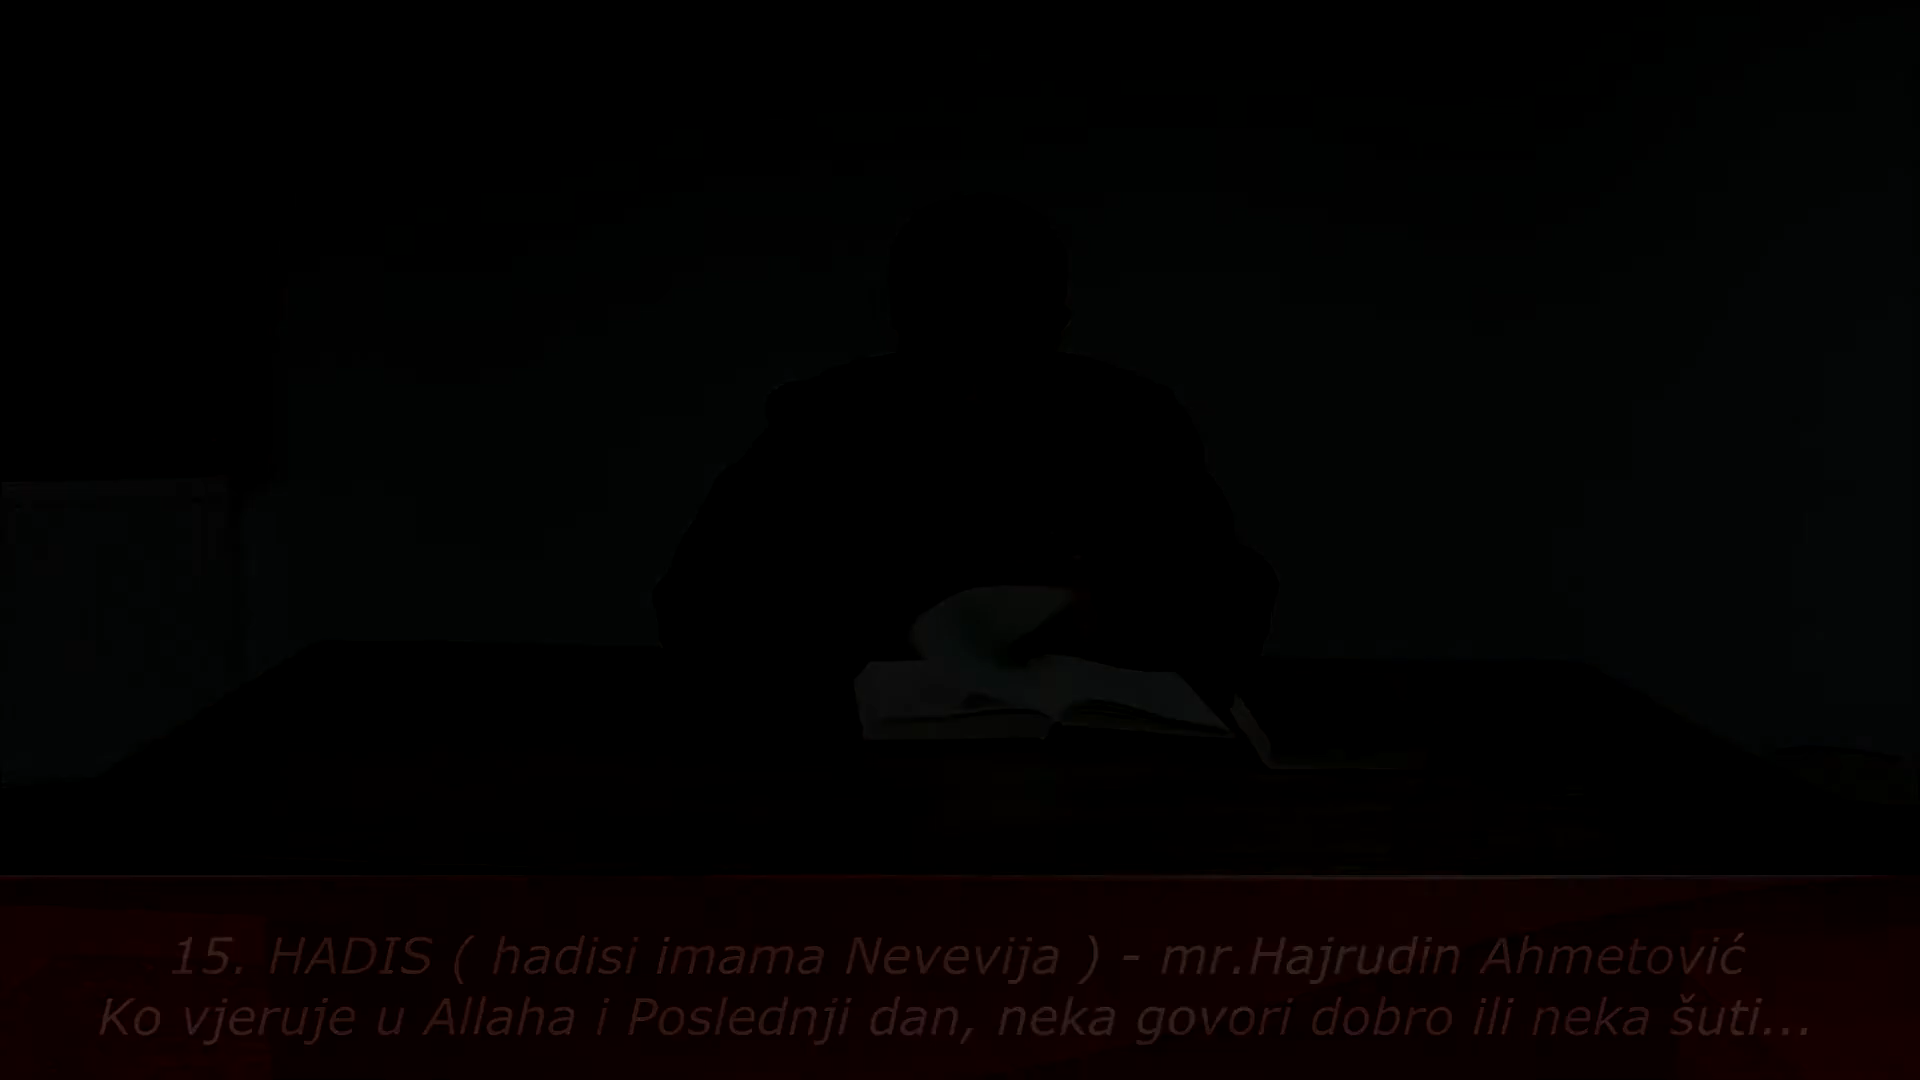 15. HADIS ( hadisi imama Nevevija ) - mr.Hajrudin Ahmetović
Ko vjeruje u Allaha i Poslednji dan, neka govori dobro ili neka šuti...